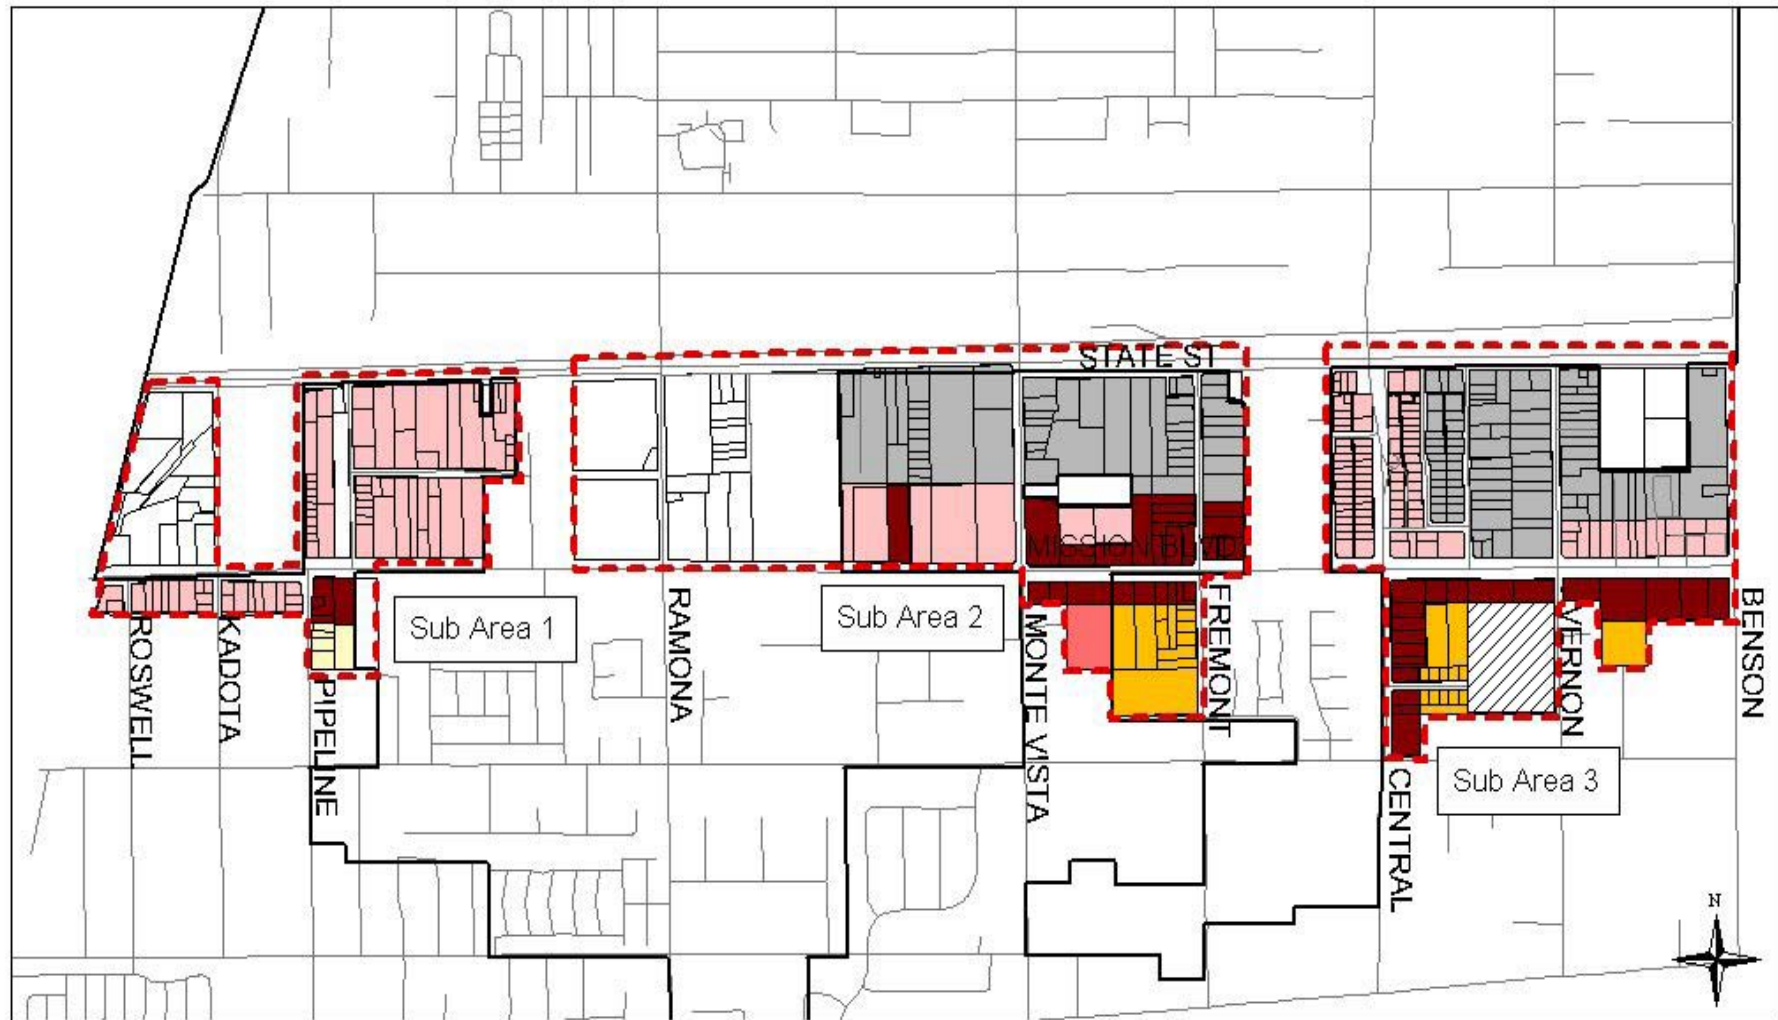 STATE ST
MISSION BLVD
Sub Area 1
Sub Area 2
Sub Area 3
ROSWELL
KADOTA
PIPELINE
RAMONA
MONTE VISTA
FREMONT
CENTRAL
VERNON
BENSON
N